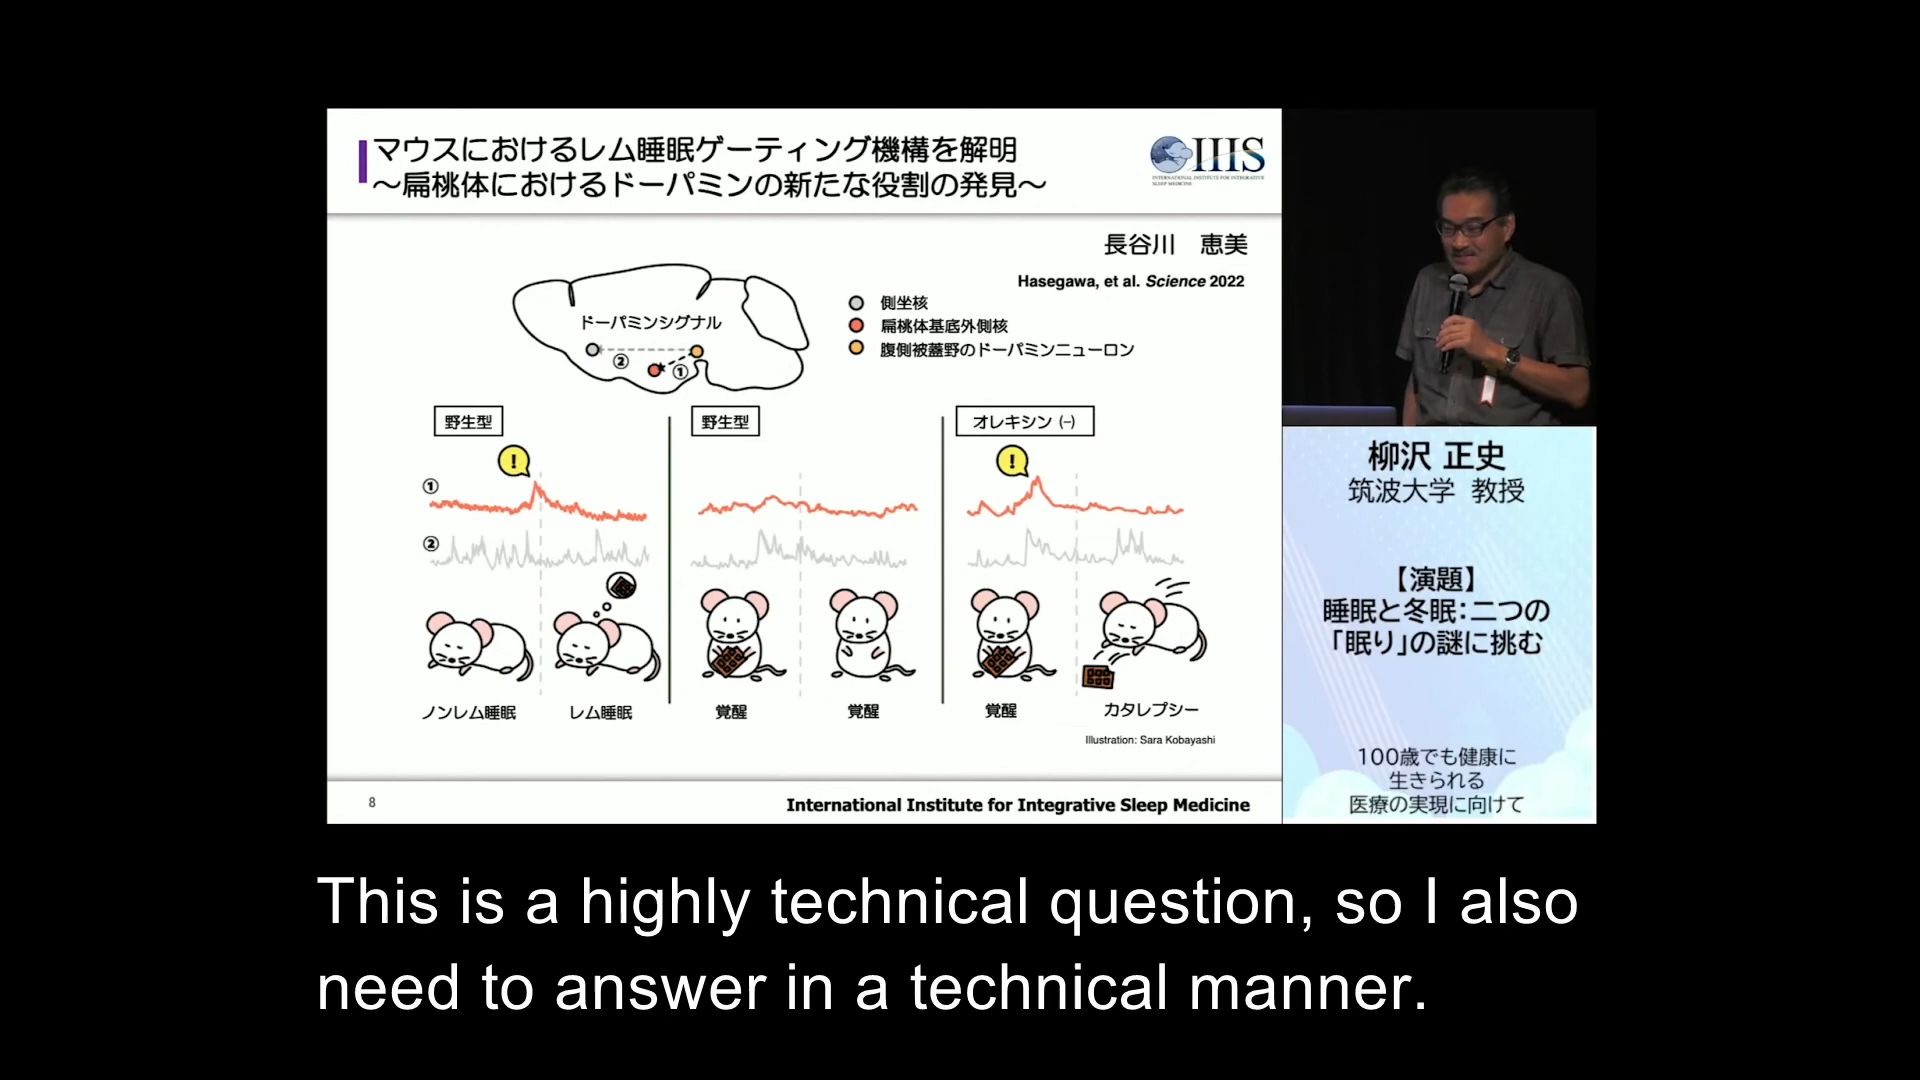 マウスにおけるレム睡眠ゲーティング機構を解明
～扁桃体におけるドーパミンの新たな役割の発見～
IIIS
INTERNATIONAL INSTITUTE FOR INTEGRATIVE
SLEEP MEDICINE
長谷川 恵美
Hasegawa, et al. Science 2022
側坐核
扁桃体基底外側核
腹側被蓋野のドーパミンニューロン
ドーパミンシグナル
②
①
野生型
野生型
オレキシン (-)
!
!
①
②
ノンレム睡眠
レム睡眠
覚醒
覚醒
覚醒
カタレプシー
Illustration: Sara Kobayashi
8
International Institute for Integrative Sleep Medicine
柳沢 正史
筑波大学 教授
【演題】
睡眠と冬眠：二つの
「眠り」の謎に挑む
100歳でも健康に
生きられる
医療の実現に向けて
This is a highly technical question, so I also
need to answer in a technical manner.